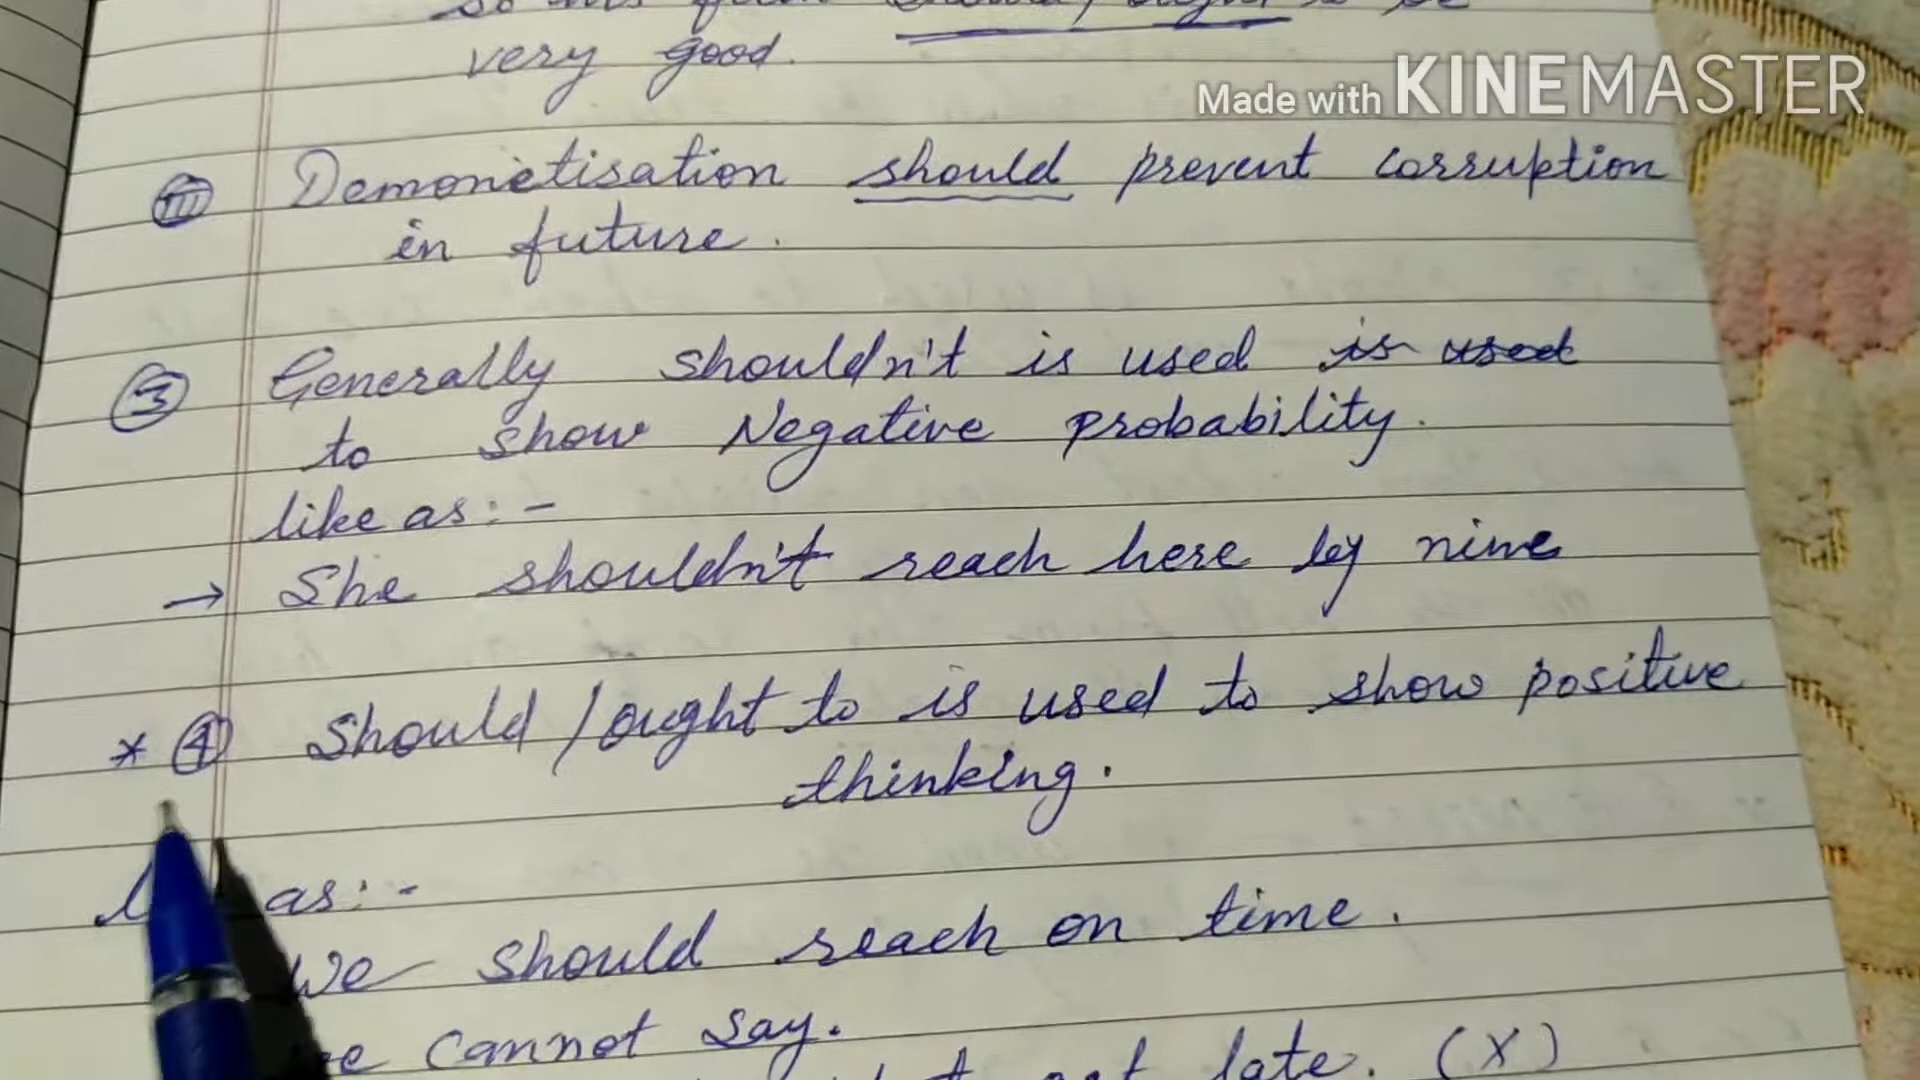 very good.
Made with KINEMASTER
(iii) Demonetisation should prevent corruption
in future.
(3) Generally shouldn't is used is used
to show Negative probability.
like as:-
→ She shouldn't reach here by nine
* (4) Should/ought to is used to show positive
thinking.
as:-
We should reach on time.
cannot say.
late. (X)